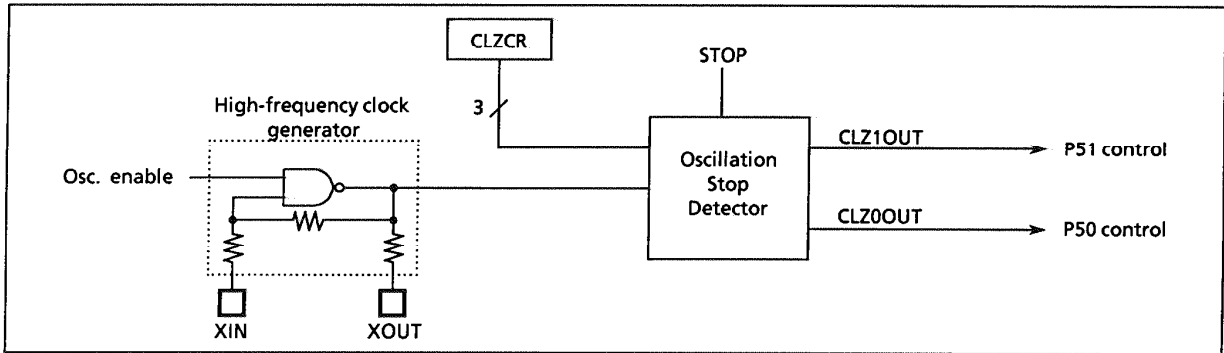 CLZCR
STOP
3
High-frequency clock
generator
Osc. enable
Oscillation
Stop
Detector
CLZ1OUT
P51 control
CLZ0OUT
P50 control
XIN
XOUT